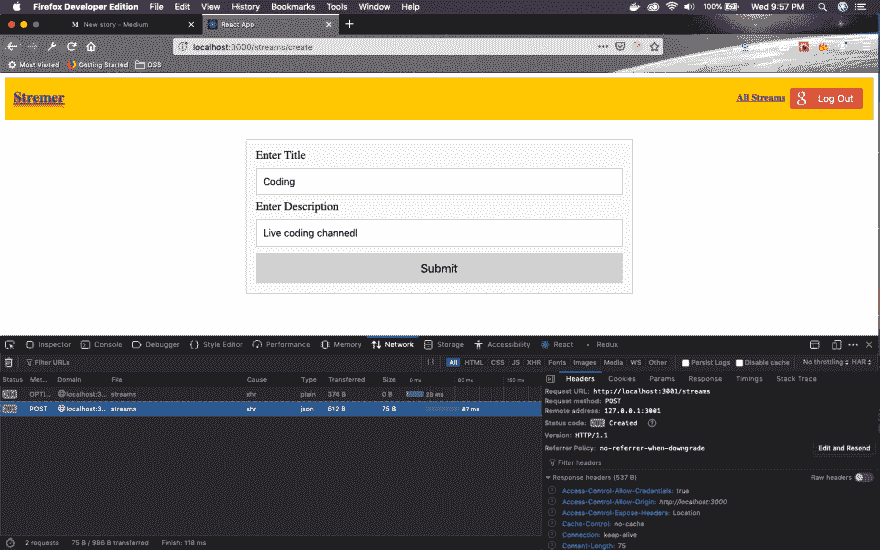 Firefox Developer Edition File Edit View History Bookmarks Tools Window Help 100% Wed 9:57 PM
New story - Medium React App
localhost:3000/streams/create
Most Visited Getting Started OSS
Stremer All Streams Log Out
Enter Title
Coding
Enter Description
Live coding channedl
Submit
Inspector Console Debugger Style Editor Performance Memory Network Storage Accessibility React Redux
Filter URLs All HTML CSS JS XHR Fonts Images Media WS Other Persist Logs Disable cache No throttling HAR
Status Met... Domain File Cause Type Transferred Size 0 ms 80 ms 160 ms Headers Cookies Params Response Timings Stack Trace
OPTI... localhost:3... streams xhr plain 374 B 0 B
POST localhost:3... streams xhr json 612 B 75 B
Request URL: http://localhost:3001/streams
Request method: POST
Remote address: 127.0.0.1:3001
Status code: Created
Version: HTTP/1.1
Referrer Policy: no-referrer-when-downgrade Edit and Resend
Filter headers
Response headers (537 B) Raw headers
Access-Control-Allow-Credentials: true
Access-Control-Allow-Origin: http://localhost:3000
Access-Control-Expose-Headers: Location
Cache-Control: no-cache
Connection: keep-alive
Content-Length: 75
2 requests 75 B / 986 B transferred Finish: 118 ms